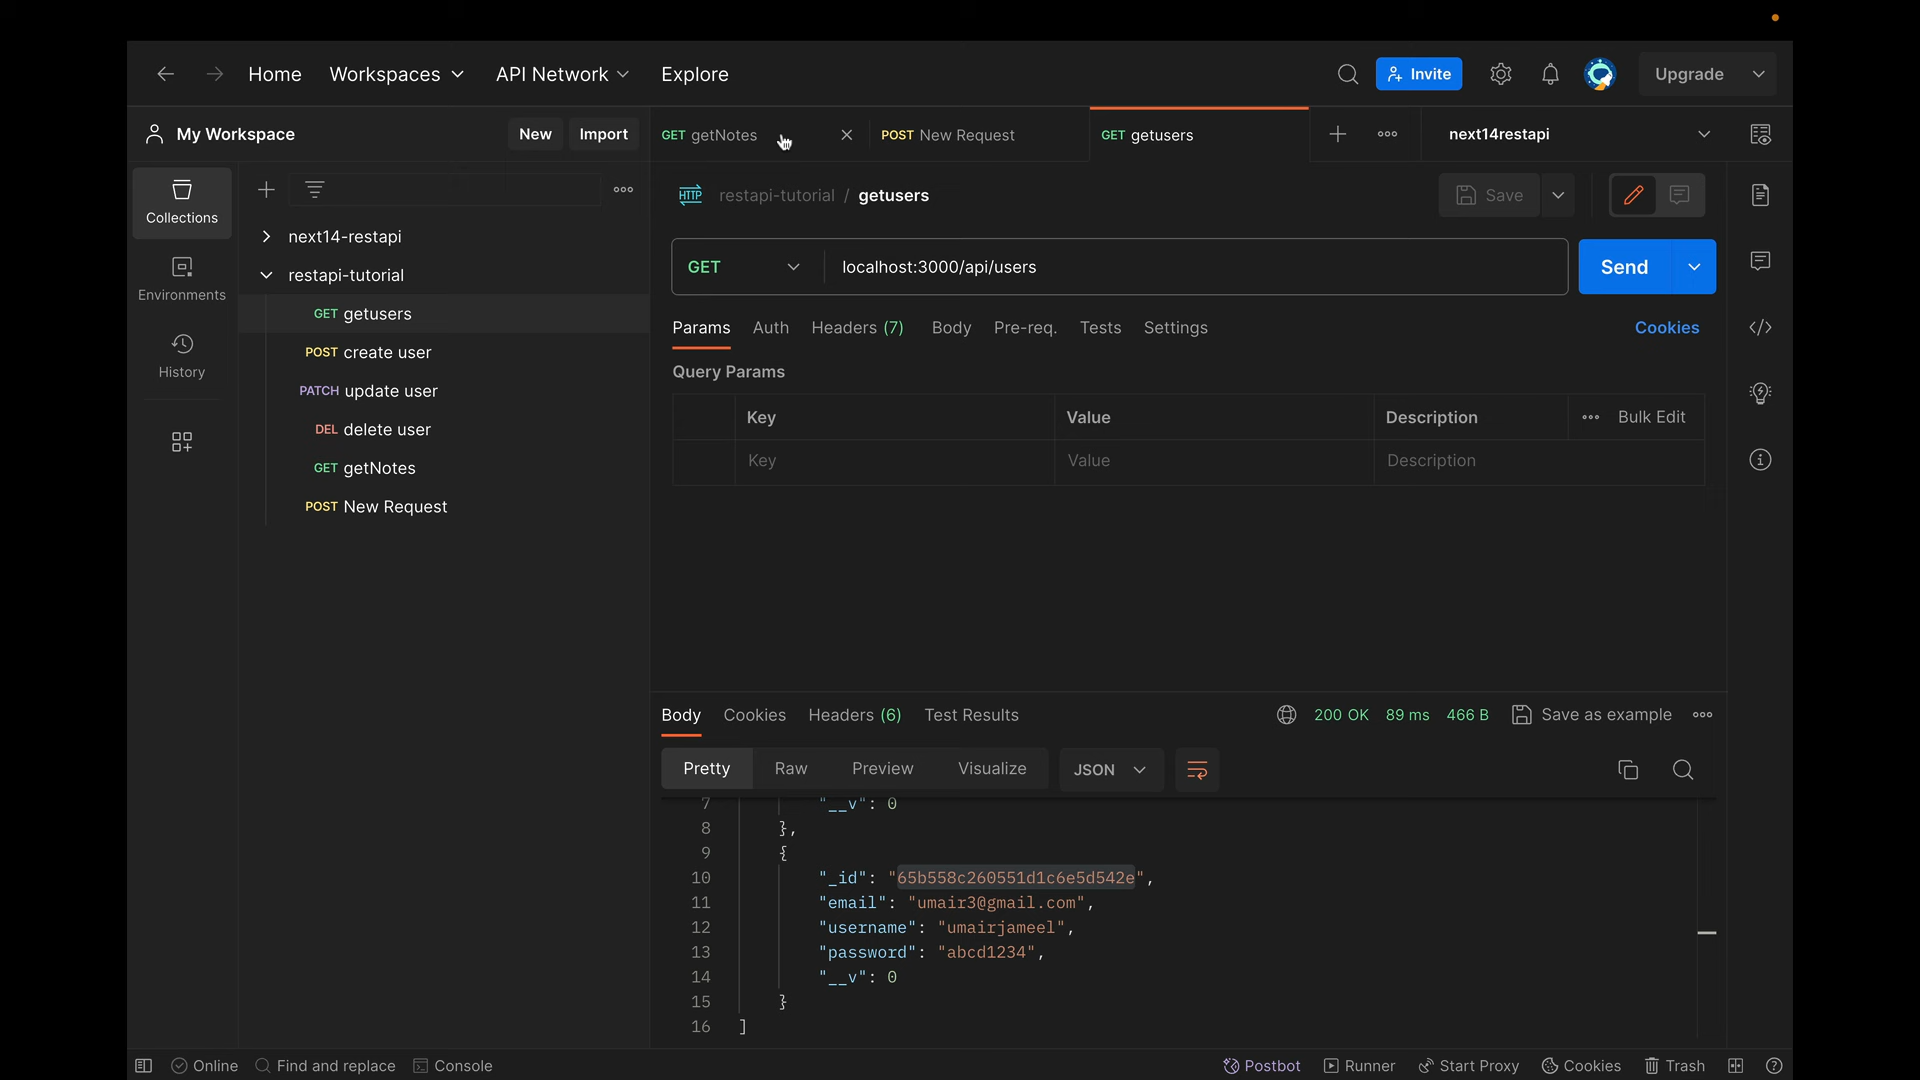 Home Workspaces API Network Explore Invite Upgrade
My Workspace New Import GET getNotes POST New Request GET getusers next14restapi
Collections
Environments
History
next14-restapi
restapi-tutorial
GET getusers
POST create user
PATCH update user
DEL delete user
GET getNotes
POST New Request
HTTP restapi-tutorial / getusers Save
GET localhost:3000/api/users Send
Params Auth Headers (7) Body Pre-req. Tests Settings Cookies
Query Params
Key Value Description Bulk Edit
Key Value Description
Body Cookies Headers (6) Test Results 200 OK 89 ms 466 B Save as example
Pretty Raw Preview Visualize JSON
7 "__v": 0
8 },
9 {
10 "_id": "65b558c260551d1c6e5d542e",
11 "email": "umair3@gmail.com",
12 "username": "umairjameel",
13 "password": "abcd1234",
14 "__v": 0
15 }
16 ]
Online Find and replace Console Postbot Runner Start Proxy Cookies Trash